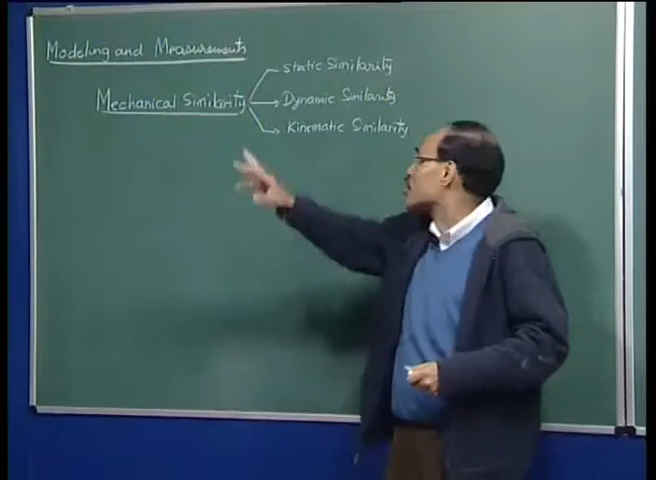 Modeling and Measurements
Mechanical Similarity
Static Similarity
Dynamic Similarity
Kinematic Similarity